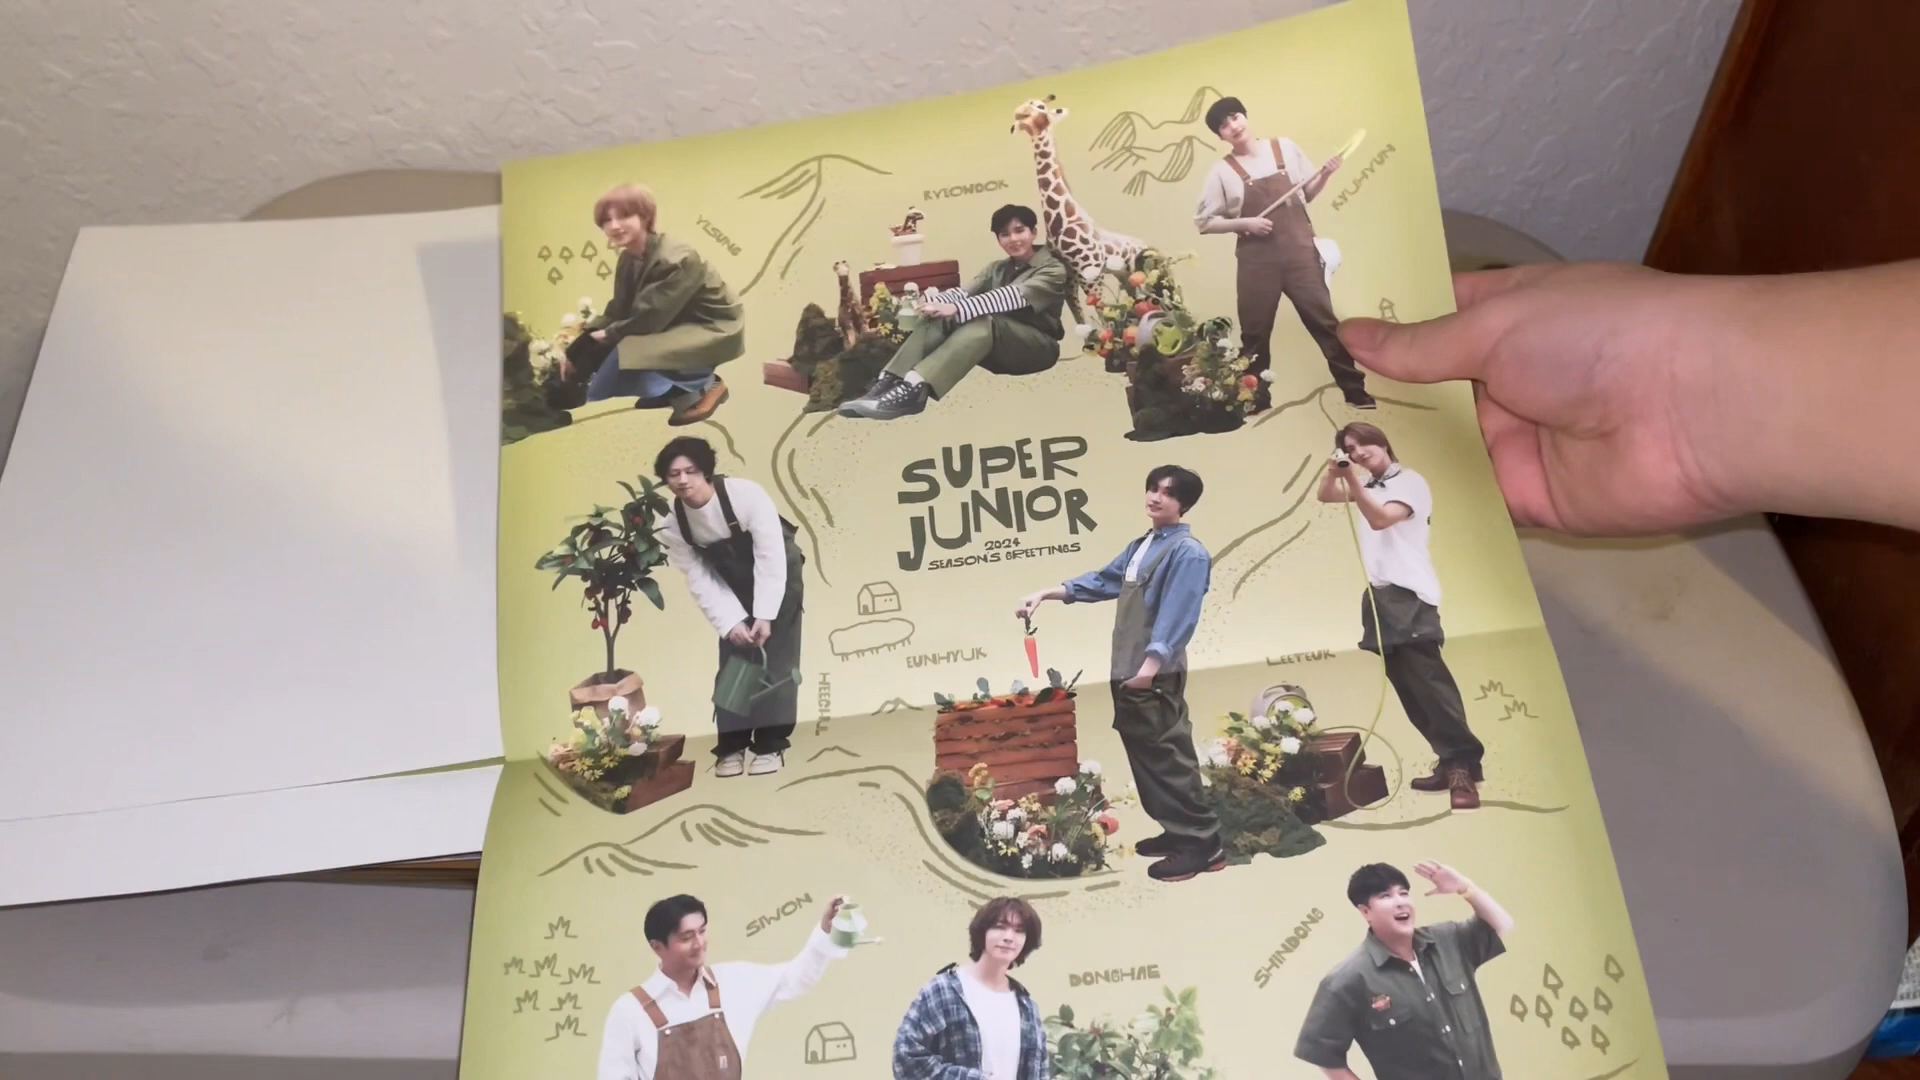 YESUNG
RYEOWOOK
KYUHYUN
SUPER
JUNIOR
2024
SEASON'S GREETINGS
HEECHUL
EUNHYUK
LEETEUK
SIWON
DONGHAE
SHINDONG